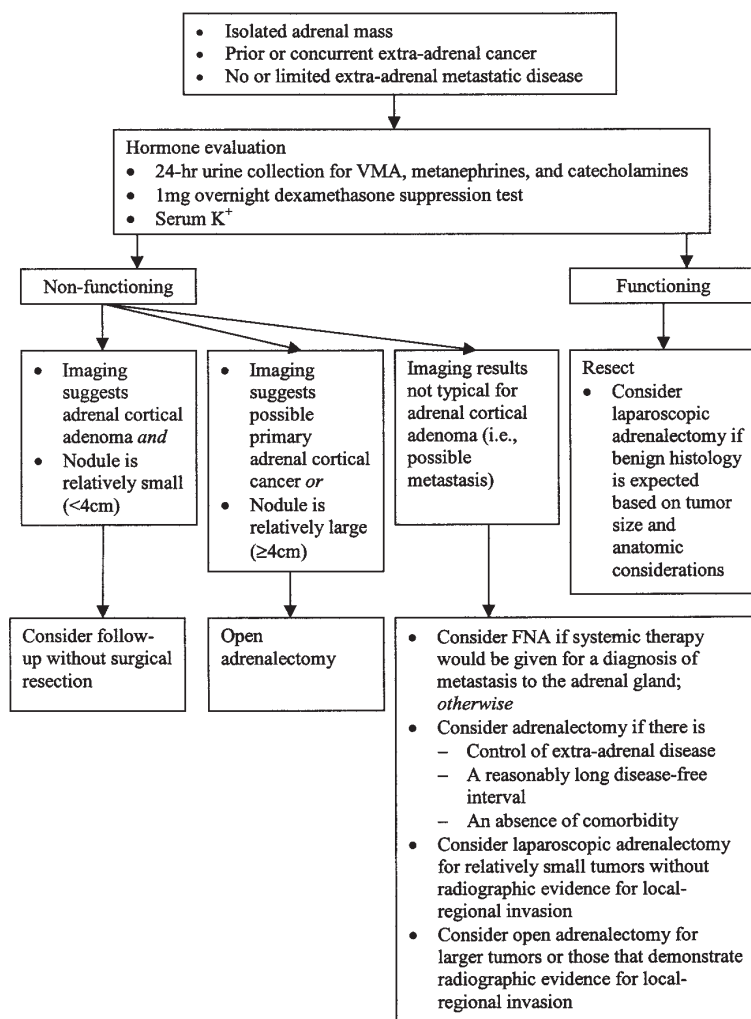 • Isolated adrenal mass
• Prior or concurrent extra-adrenal cancer
• No or limited extra-adrenal metastatic disease
Hormone evaluation
• 24-hr urine collection for VMA, metanephrines, and catecholamines
• 1mg overnight dexamethasone suppression test
• Serum K⁺
Non-functioning
Functioning
• Imaging
suggests
adrenal cortical
adenoma and
• Nodule is
relatively small
(<4cm)
• Imaging
suggests
possible
primary
adrenal cortical
cancer or
• Nodule is
relatively large
(≥4cm)
Imaging results
not typical for
adrenal cortical
adenoma (i.e.,
possible
metastasis)
Resect
• Consider
laparoscopic
adrenalectomy if
benign histology
is expected
based on tumor
size and
anatomic
considerations
Consider follow-
up without surgical
resection
Open
adrenalectomy
• Consider FNA if systemic therapy
would be given for a diagnosis of
metastasis to the adrenal gland;
otherwise
• Consider adrenalectomy if there is
– Control of extra-adrenal disease
– A reasonably long disease-free
interval
– An absence of comorbidity
• Consider laparoscopic adrenalectomy
for relatively small tumors without
radiographic evidence for local-
regional invasion
• Consider open adrenalectomy for
larger tumors or those that demonstrate
radiographic evidence for local-
regional invasion